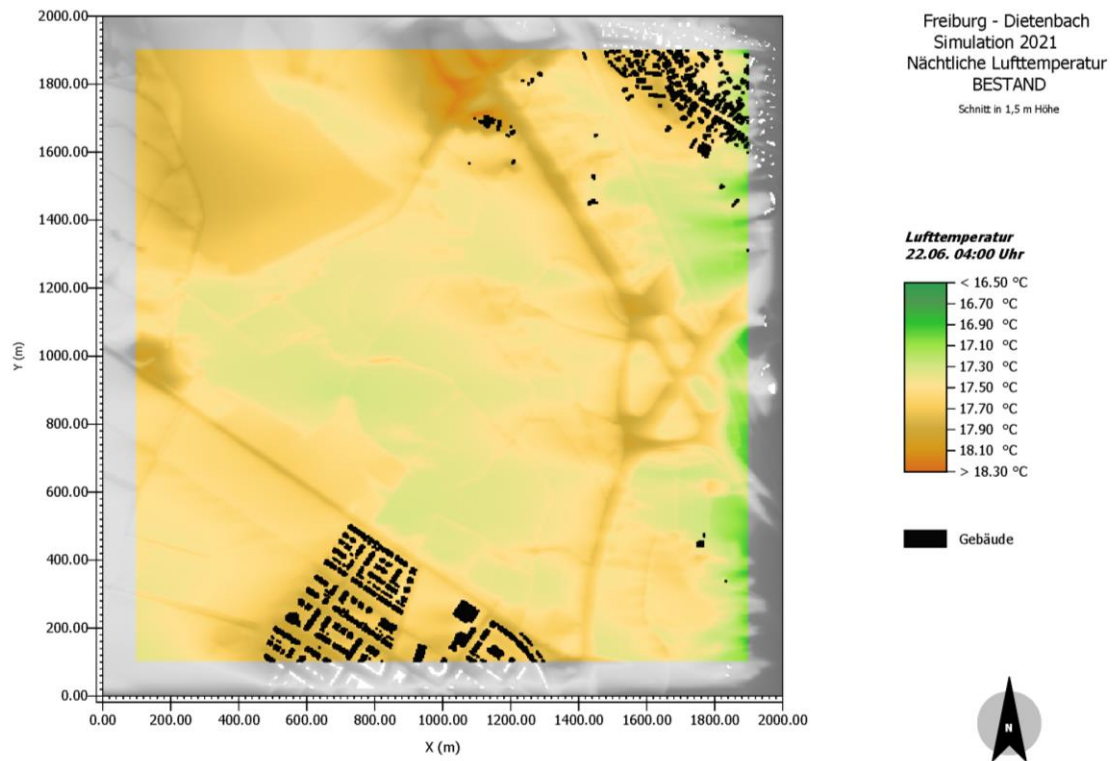 Freiburg - Dietenbach
Simulation 2021
Nächtliche Lufttemperatur
BESTAND
Schnitt in 1,5 m Höhe
2000.00
1800.00
1600.00
1400.00
1200.00
1000.00
800.00
600.00
400.00
200.00
0.00
Y (m)
0.00 200.00 400.00 600.00 800.00 1000.00 1200.00 1400.00 1600.00 1800.00 2000.00
X (m)
Lufttemperatur
22.06. 04:00 Uhr
< 16.50 °C
16.70 °C
16.90 °C
17.10 °C
17.30 °C
17.50 °C
17.70 °C
17.90 °C
18.10 °C
> 18.30 °C
Gebäude
N